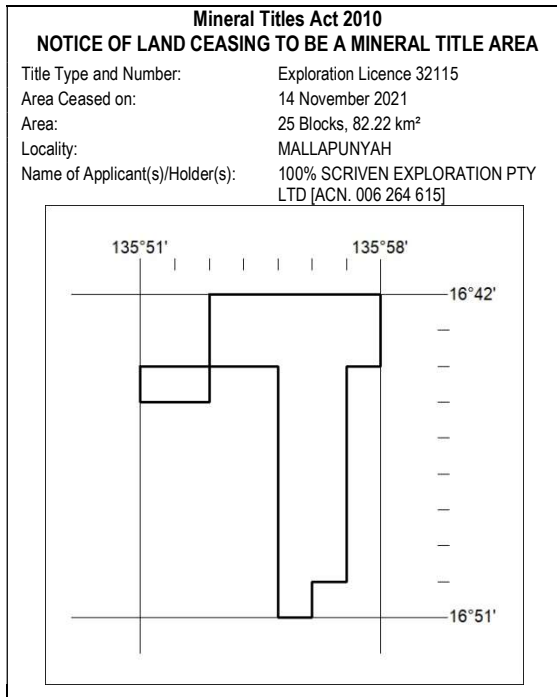 Mineral Titles Act 2010
NOTICE OF LAND CEASING TO BE A MINERAL TITLE AREA
Title Type and Number: Exploration Licence 32115
Area Ceased on: 14 November 2021
Area: 25 Blocks, 82.22 km²
Locality: MALLAPUNYAH
Name of Applicant(s)/Holder(s): 100% SCRIVEN EXPLORATION PTY
LTD [ACN. 006 264 615]
135°51' 135°58'
16°42'
16°51'